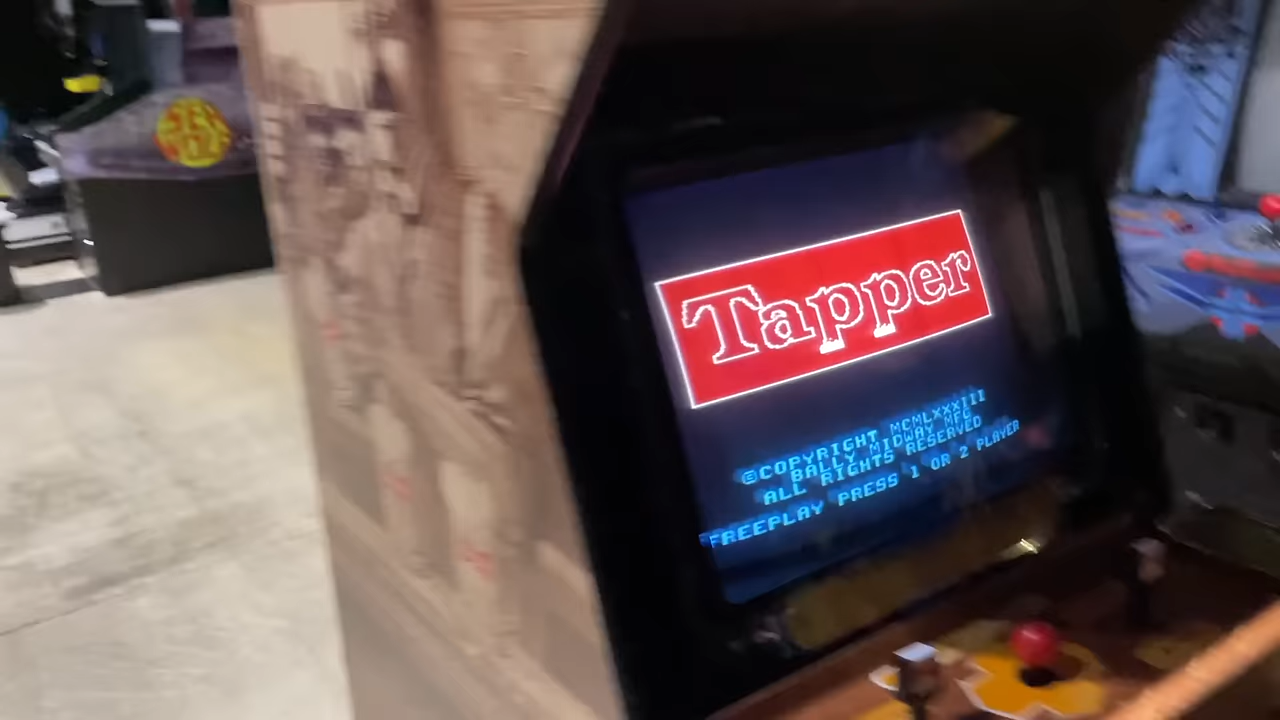 Tapper
©COPYRIGHT MCMLXXXIII
BALLY MIDWAY MFG
ALL RIGHTS RESERVED
FREEPLAY PRESS 1 OR 2 PLAYER